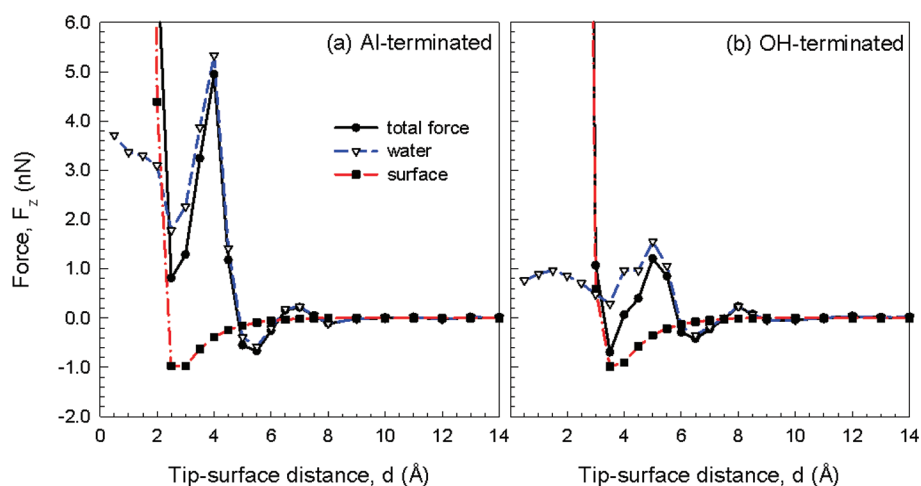 6.0
5.0
4.0
3.0
2.0
1.0
0.0
-1.0
-2.0
Force, Fz (nN)
(a) Al-terminated
total force
water
surface
0 2 4 6 8 10 12 14
Tip-surface distance, d (Å)
(b) OH-terminated
2 4 6 8 10 12 14
Tip-surface distance, d (Å)